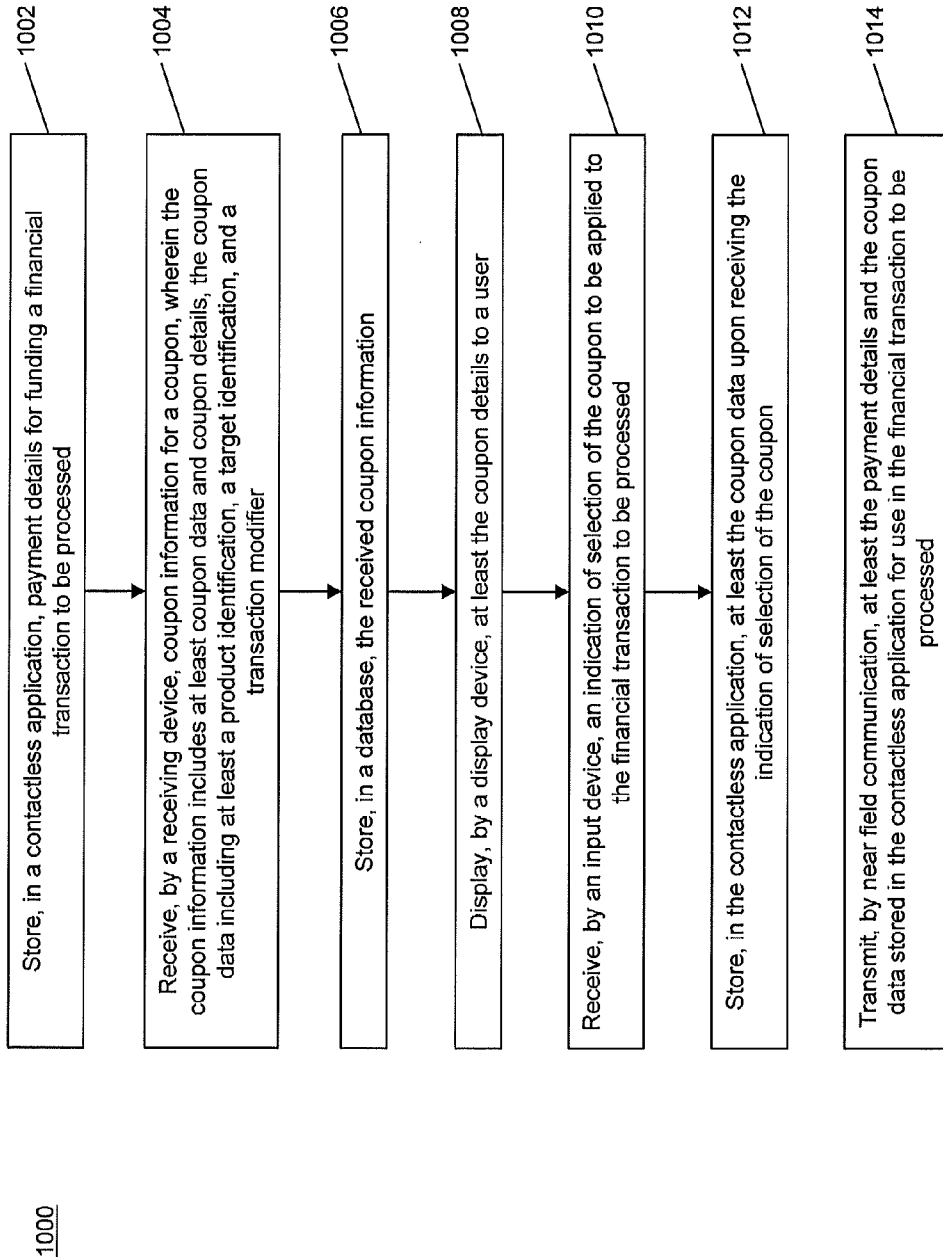 1000
Store, in a contactless application, payment details for funding a financial
transaction to be processed
1002
Receive, by a receiving device, coupon information for a coupon, wherein the
coupon information includes at least coupon data and coupon details, the coupon
data including at least a product identification, a target identification, and a
transaction modifier
1004
Store, in a database, the received coupon information
1006
Display, by a display device, at least the coupon details to a user
1008
Receive, by an input device, an indication of selection of the coupon to be applied to
the financial transaction to be processed
1010
Store, in the contactless application, at least the coupon data upon receiving the
indication of selection of the coupon
1012
Transmit, by near field communication, at least the payment details and the coupon
data stored in the contactless application for use in the financial transaction to be
processed
1014